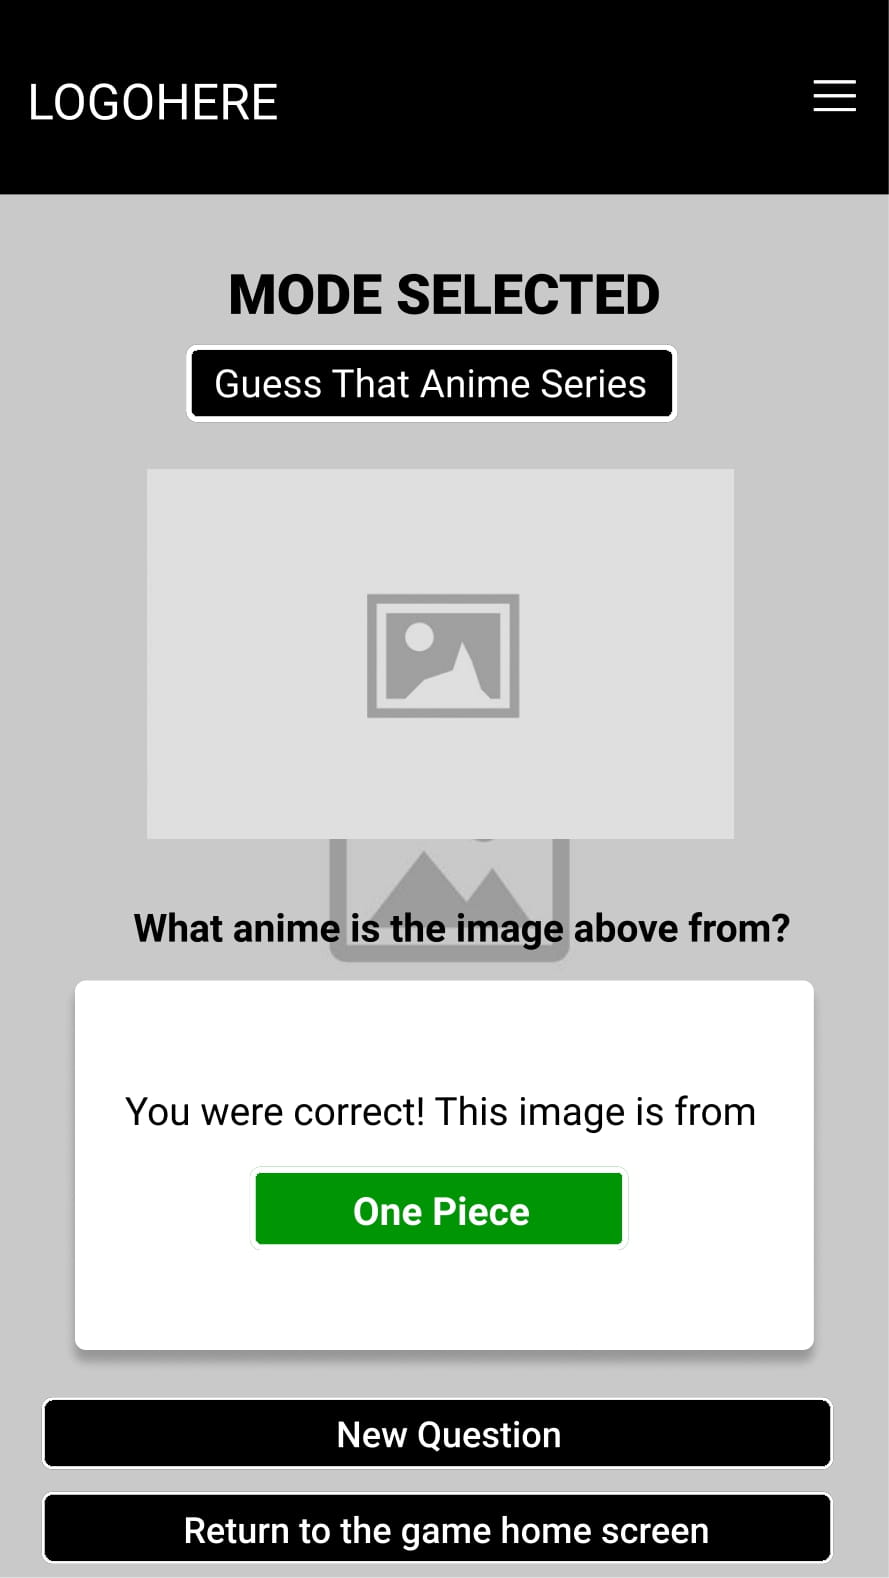 LOGOHERE
MODE SELECTED
Guess That Anime Series
What anime is the image above from?
You were correct! This image is from
One Piece
New Question
Return to the game home screen